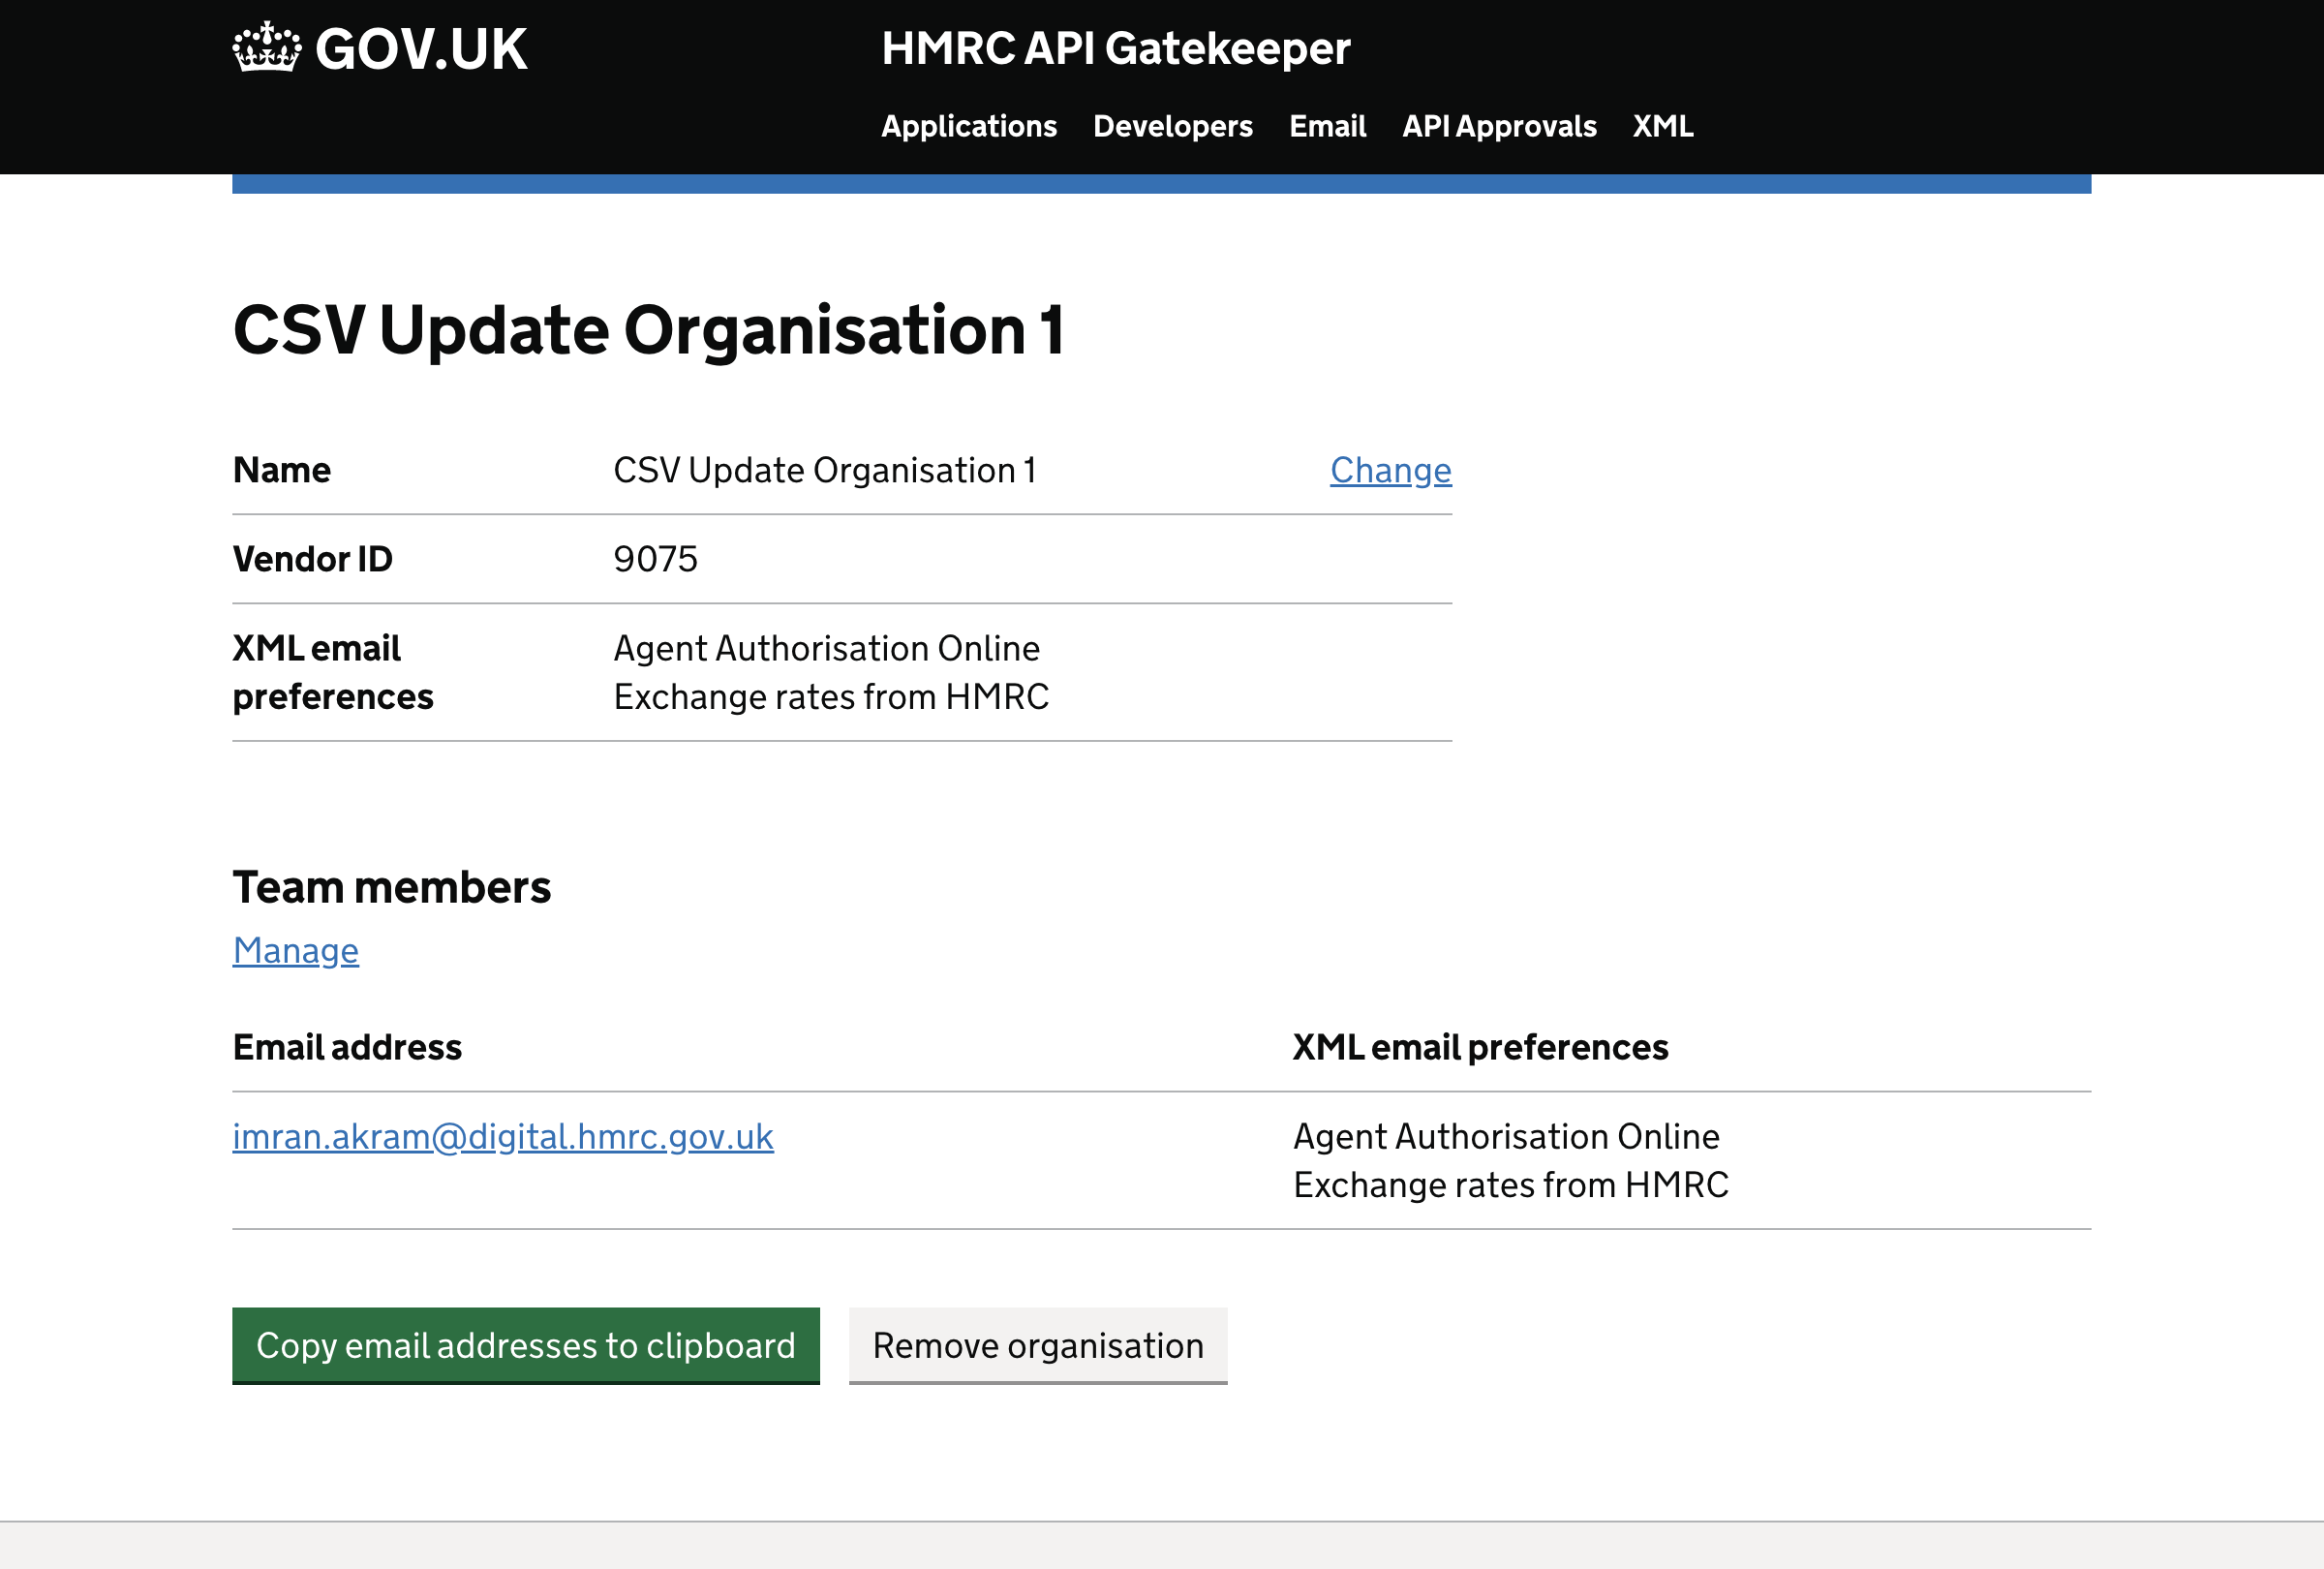 GOV.UK
HMRC API Gatekeeper
Applications Developers Email API Approvals XML
CSV Update Organisation 1
Name CSV Update Organisation 1 Change
Vendor ID 9075
XML email preferences
Agent Authorisation Online
Exchange rates from HMRC
Team members
Manage
Email address XML email preferences
imran.akram@digital.hmrc.gov.uk Agent Authorisation Online
Exchange rates from HMRC
Copy email addresses to clipboard Remove organisation